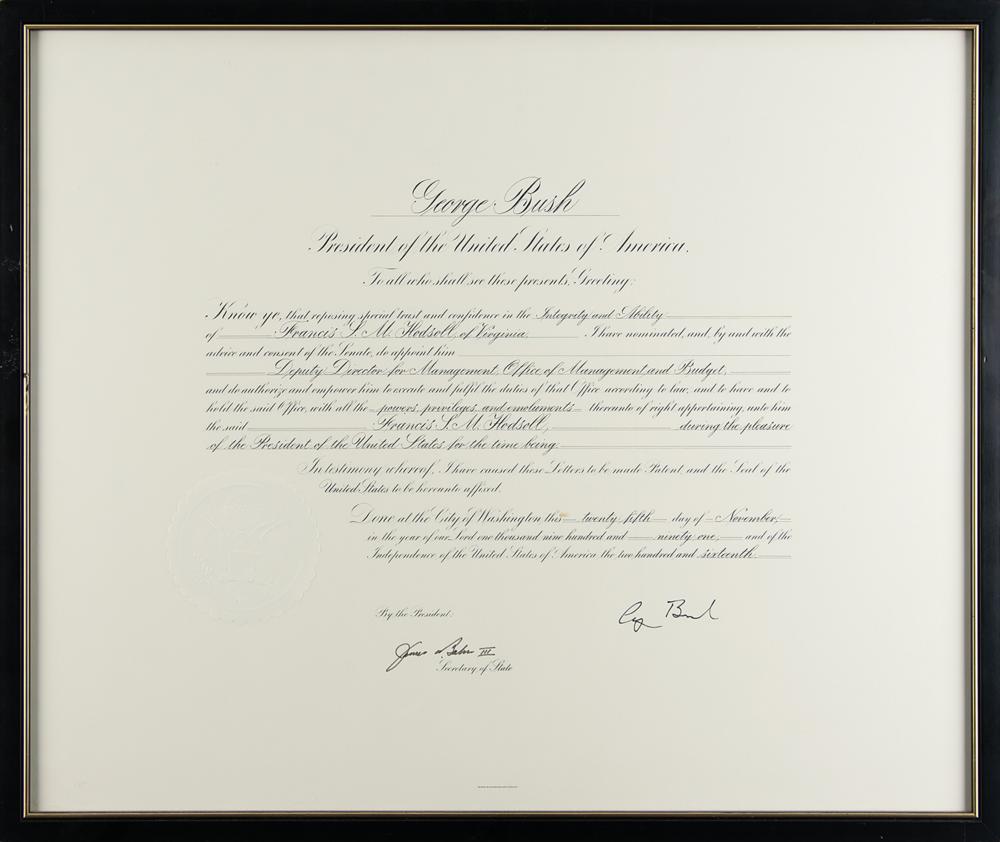 George Bush
President of the United States of America.
To all who shall see these presents, Greeting:
Know ye, that, reposing special trust and confidence in the Integrity and Ability
of Francis S. M. Hodsoll, of Virginia, I have nominated, and, by and with the
advice and consent of the Senate, do appoint him
Deputy Director for Management, Office of Management and Budget,
and do authorize and empower him to execute and fulfil the duties of that Office according to law, and to have and to
hold the said Office, with all the powers, privileges, and emoluments thereunto of right appertaining, unto him
the said Francis S. M. Hodsoll, during the pleasure
of the President of the United States for the time being.
In testimony whereof, I have caused these Letters to be made Patent, and the Seal of the
United States to be hereunto affixed.
Done at the City of Washington this twenty fifth day of November,
in the year of our Lord one thousand nine hundred and ninety one, and of the
Independence of the United States of America the two hundred and sixteenth.
By the President:
George Bush
James A. Baker III
Secretary of State